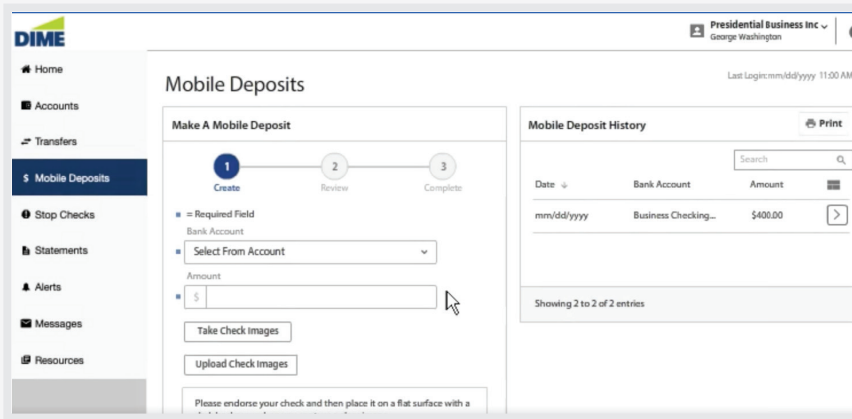 DIME
Presidential Business Inc
George Washington
Home
Accounts
Transfers
$ Mobile Deposits
Stop Checks
Statements
Alerts
Messages
Resources
Mobile Deposits
Last Login:mm/dd/yyyy 11:00 AM
Make A Mobile Deposit
1
2
3
Create
Review
Complete
= Required Field
Bank Account
Select From Account
Amount
$
Take Check Images
Upload Check Images
Please endorse your check and then place it on a flat surface with a
Mobile Deposit History
Print
Search
Date Bank Account Amount
mm/dd/yyyy Business Checking... $400.00
Showing 2 to 2 of 2 entries